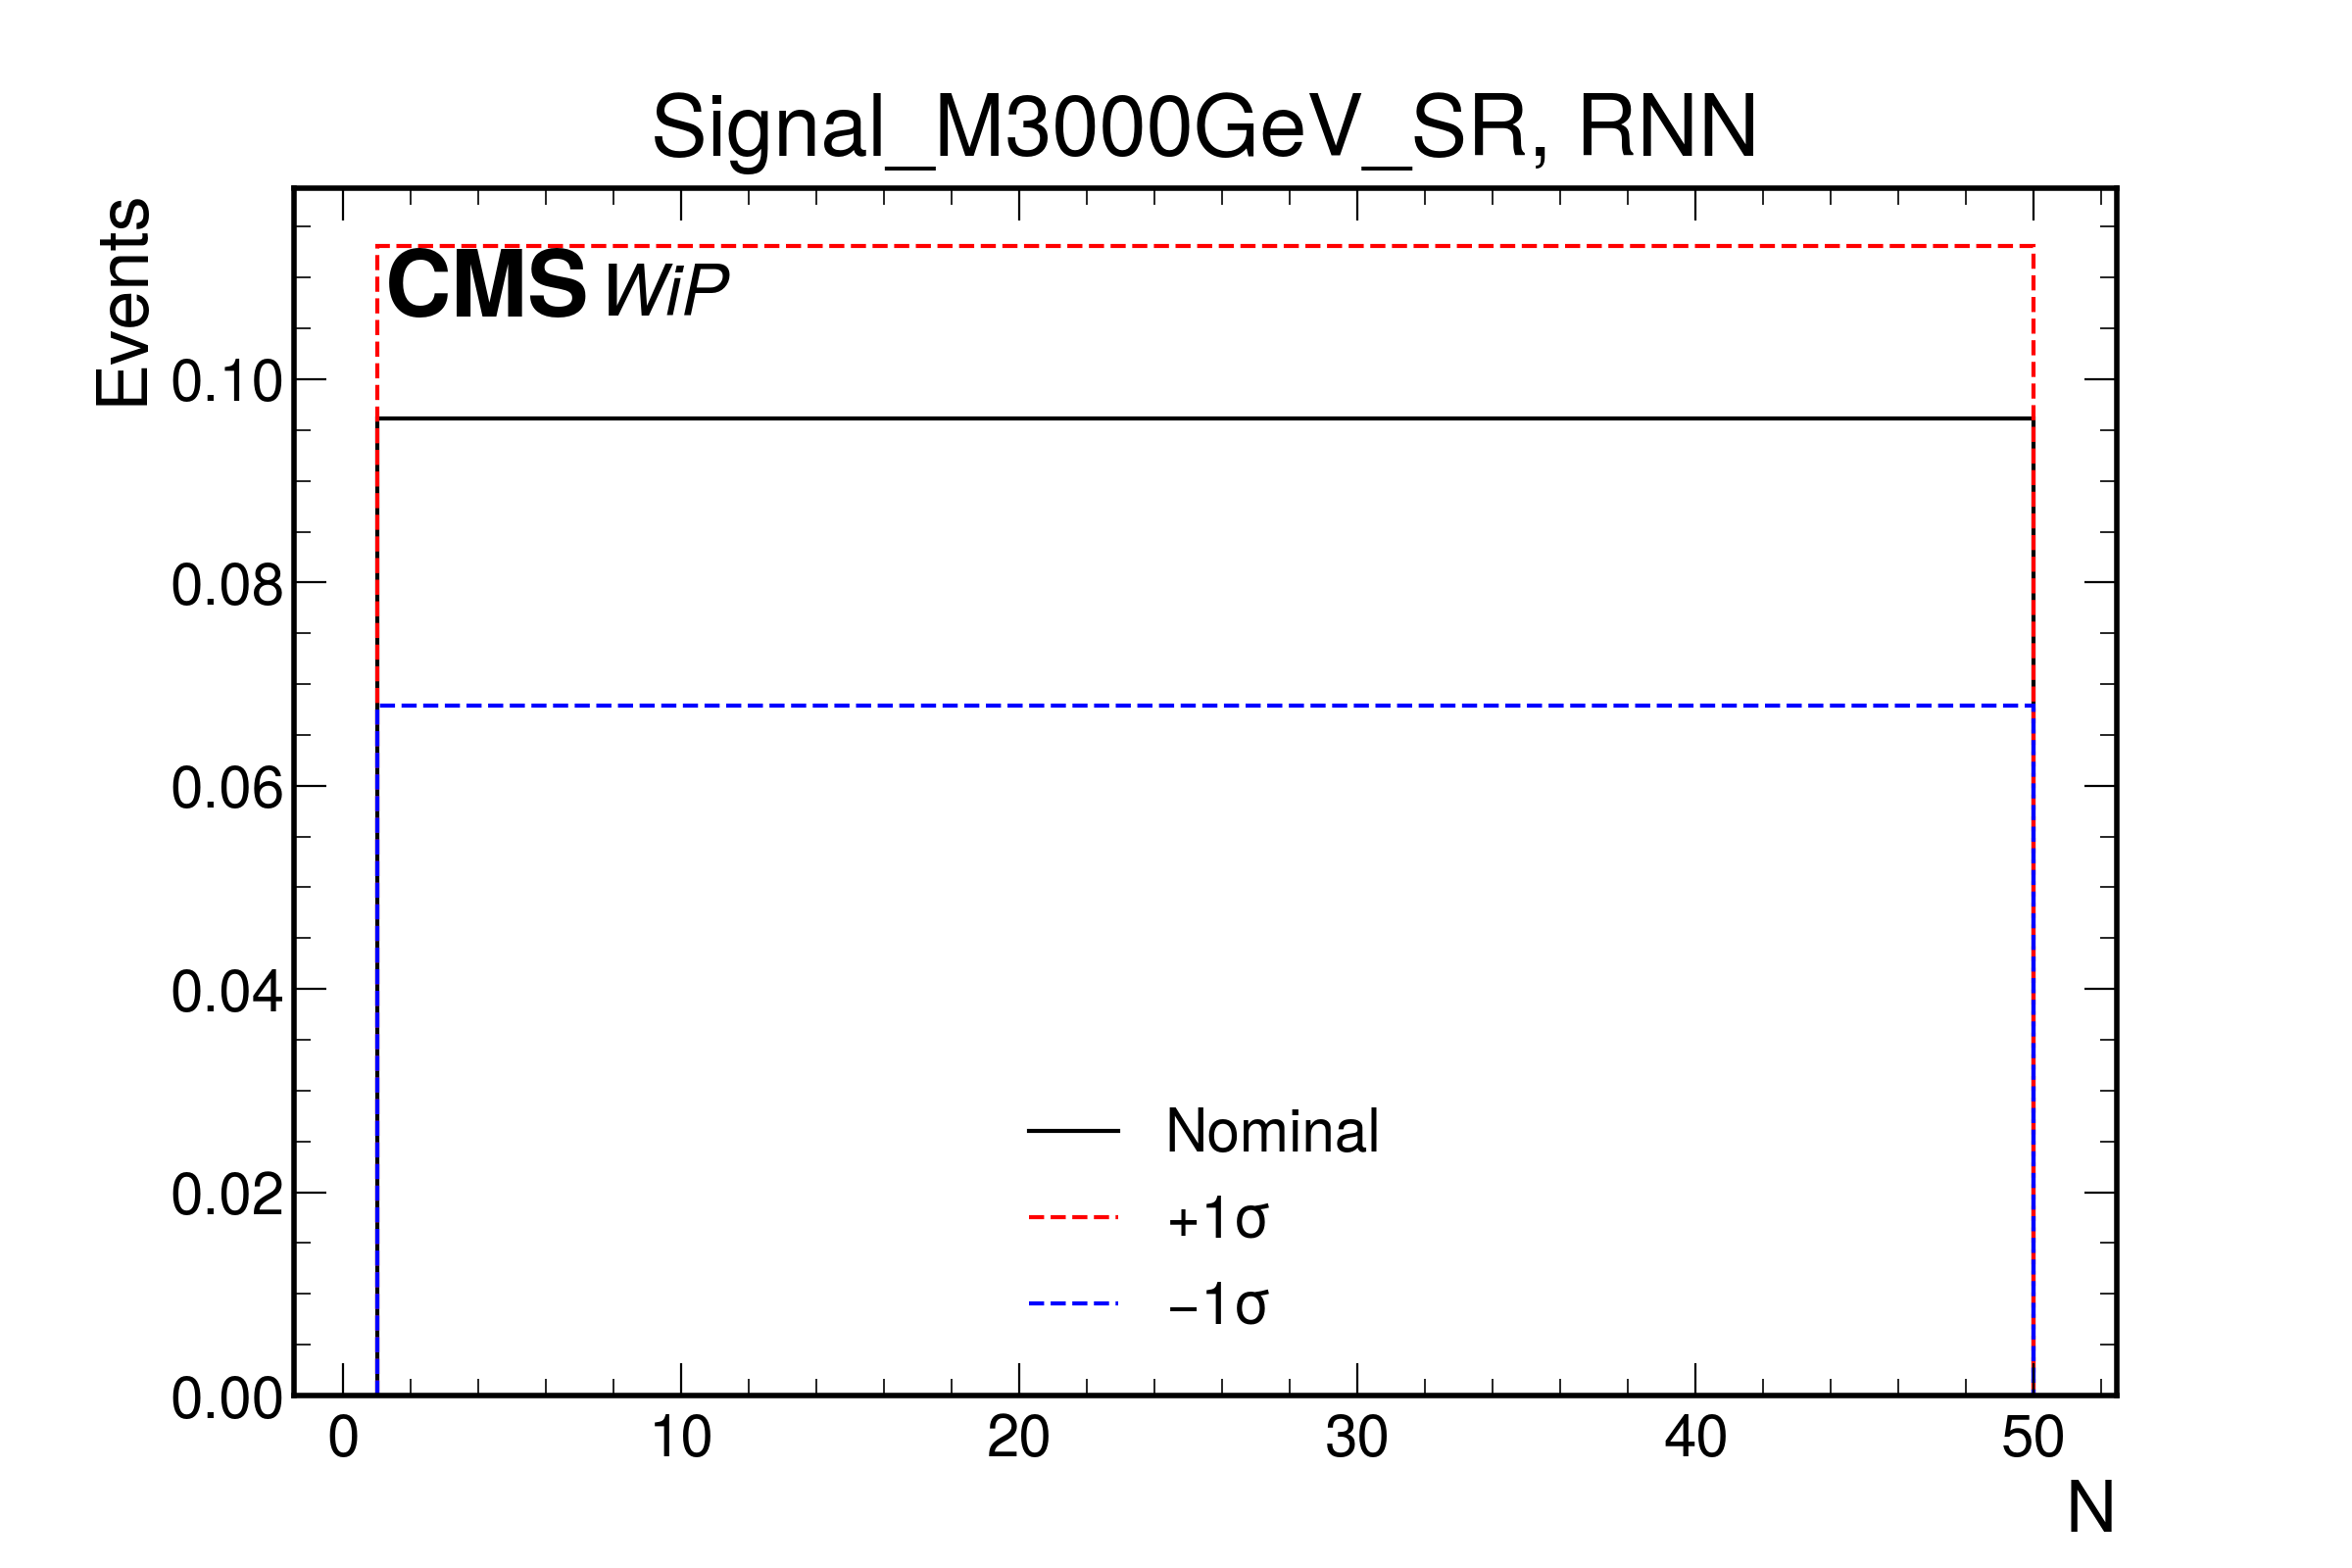 Signal_M3000GeV_SR, RNN
Events
CMS WiP
0.10
0.08
0.06
0.04
0.02
0.00
Nominal
+1σ
−1σ
0 10 20 30 40 50
N